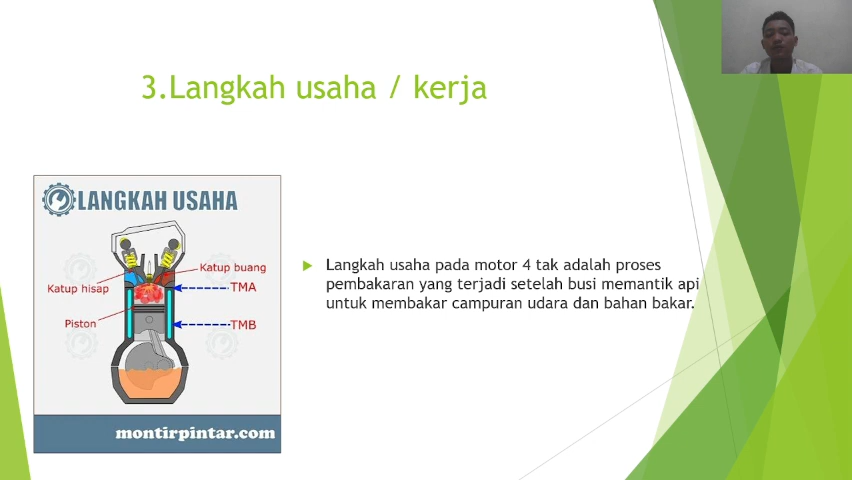 3.Langkah usaha / kerja
LANGKAH USAHA
Katup buang
Katup hisap
TMA
Piston
TMB
montirpintar.com
Langkah usaha pada motor 4 tak adalah proses
pembakaran yang terjadi setelah busi memantik api
untuk membakar campuran udara dan bahan bakar.